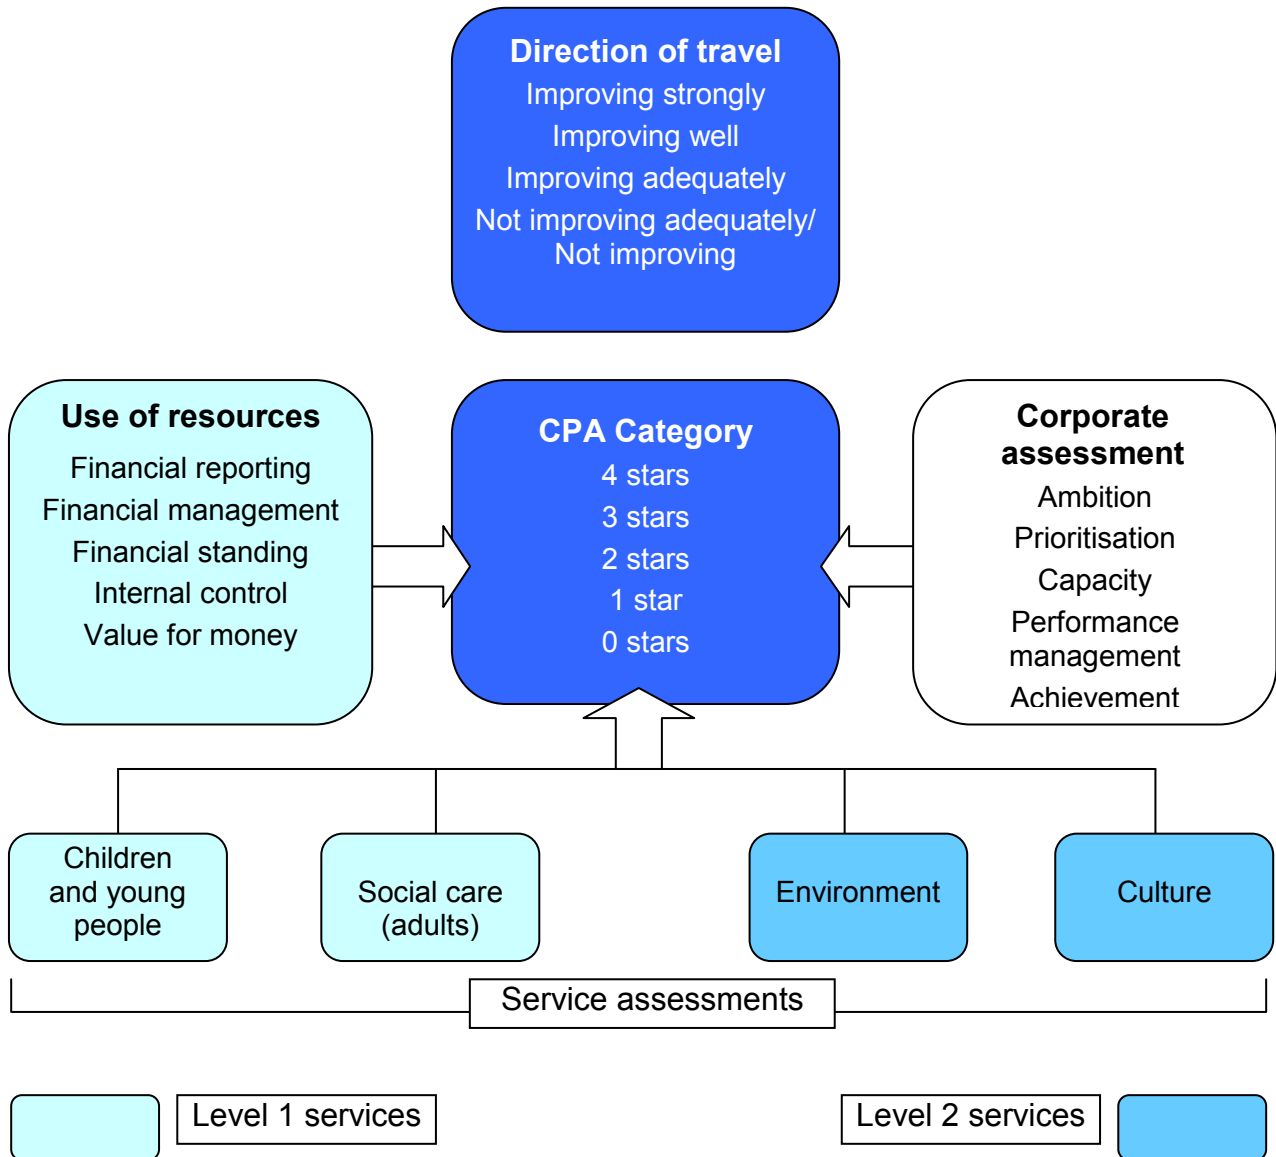 Direction of travel
Improving strongly
Improving well
Improving adequately
Not improving adequately/
Not improving
Use of resources
Financial reporting
Financial management
Financial standing
Internal control
Value for money
CPA Category
4 stars
3 stars
2 stars
1 star
0 stars
Corporate
assessment
Ambition
Prioritisation
Capacity
Performance
management
Achievement
Children
and young
people
Social care
(adults)
Environment
Culture
Service assessments
Level 1 services
Level 2 services